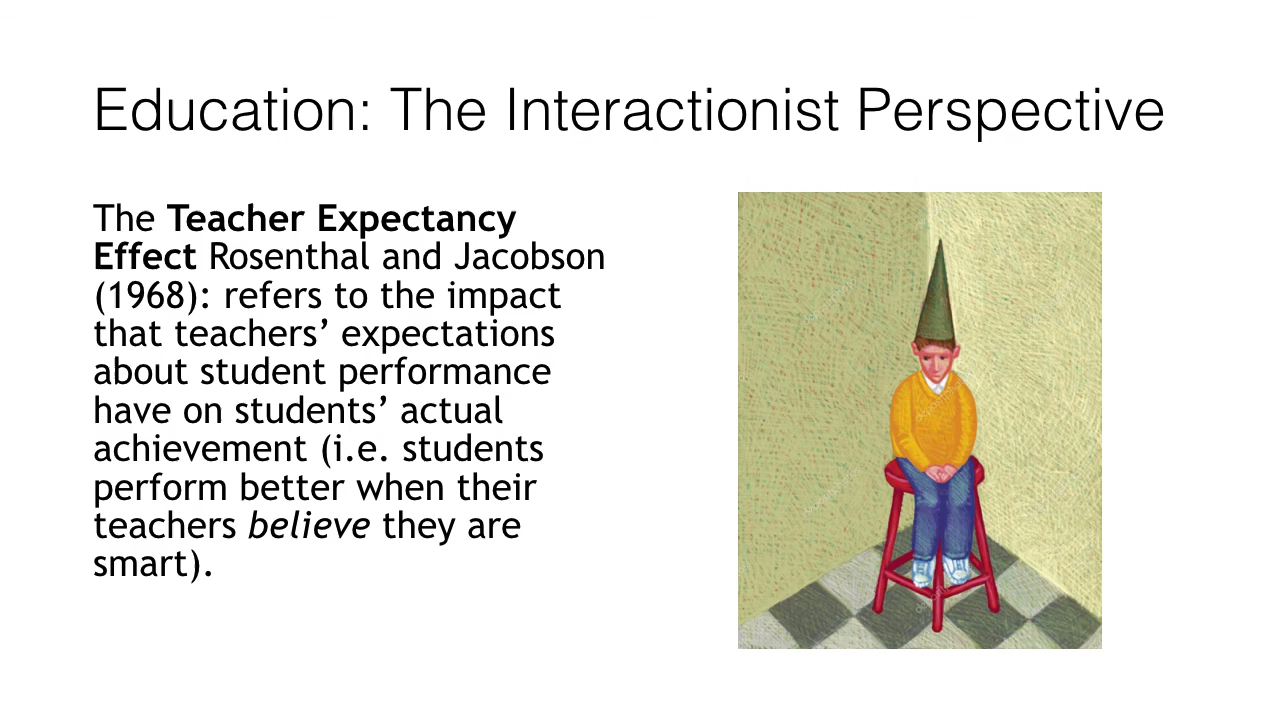 Education: The Interactionist Perspective
The Teacher Expectancy
Effect Rosenthal and Jacobson
(1968): refers to the impact
that teachers’ expectations
about student performance
have on students’ actual
achievement (i.e. students
perform better when their
teachers believe they are
smart).